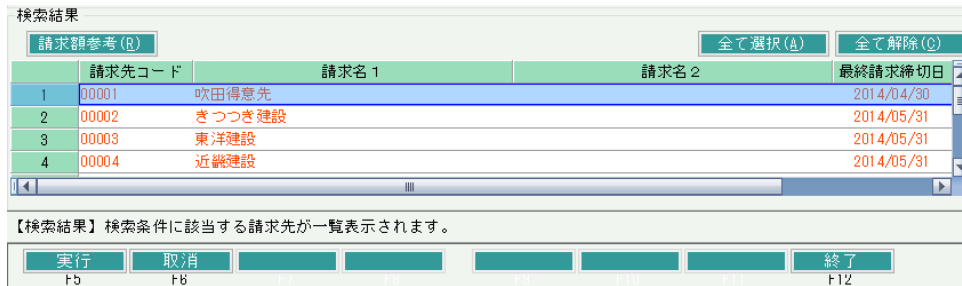 検索結果
請求額参考(R) 全て選択(A) 全て解除(C)
請求先コード 請求名1 請求名2 最終請求締切日
1 00001 吹田得意先 2014/04/30
2 00002 きつつき建設 2014/05/31
3 00003 東洋建設 2014/05/31
4 00004 近畿建設 2014/05/31
【検索結果】検索条件に該当する請求先が一覧表示されます。
実行 取消 終了
F5 F6 F7 F8 F9 F10 F11 F12